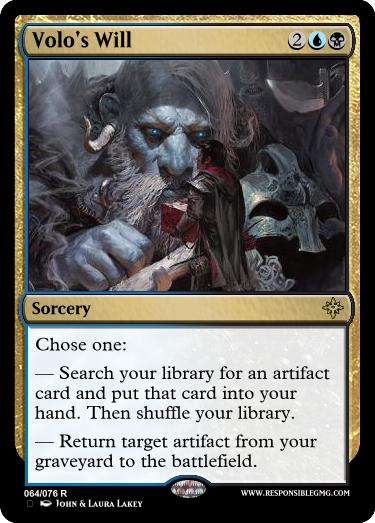 Volo's Will 2
Sorcery
Chose one:
— Search your library for an artifact
card and put that card into your
hand. Then shuffle your library.
— Return target artifact from your
graveyard to the battlefield.
064/076 R
John & Laura Lakey
www.responsiblegmg.com